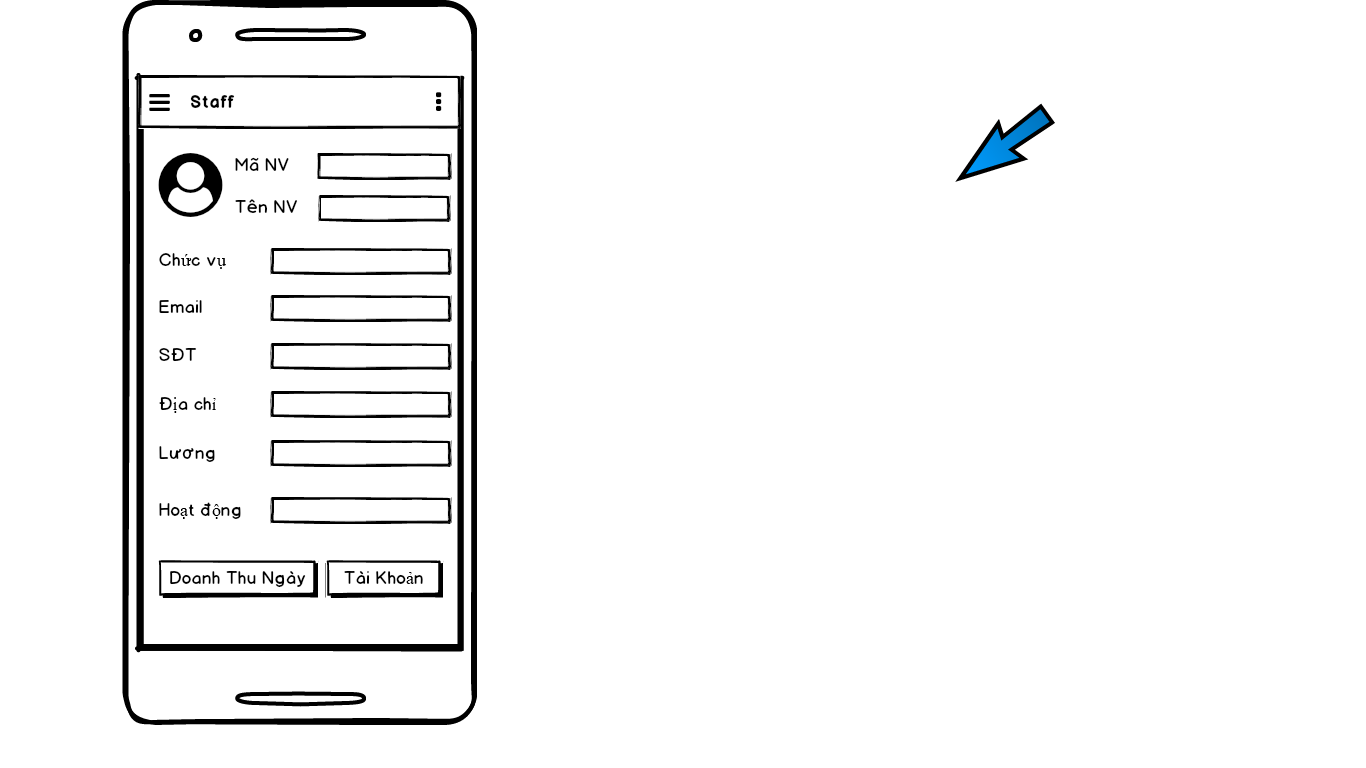 Staff
Mã NV
Tên NV
Chức vụ
Email
SĐT
Địa chỉ
Lương
Hoạt động
Doanh Thu Ngày Tài Khoản